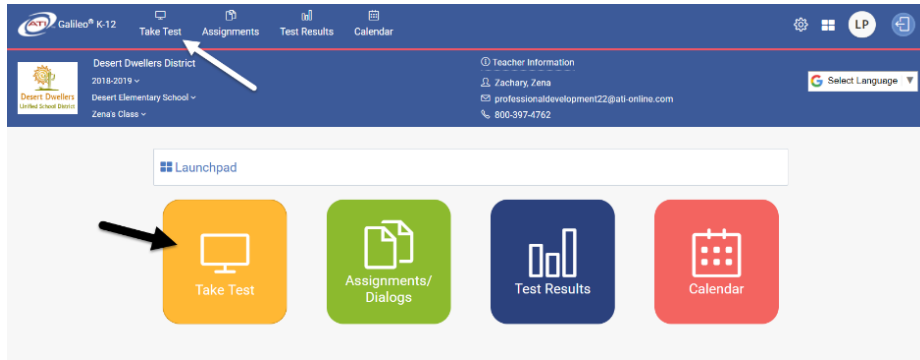 ATI Galileo® K-12
Take Test
Assignments
Test Results
Calendar
LP
Desert Dwellers District
2018-2019
Desert Elementary School
Zena's Class
Desert Dwellers
Unified School District
Teacher Information
Zachary, Zena
professionaldevelopment22@ati-online.com
800-397-4762
G Select Language ▼
Launchpad
Take Test
Assignments/
Dialogs
Test Results
Calendar